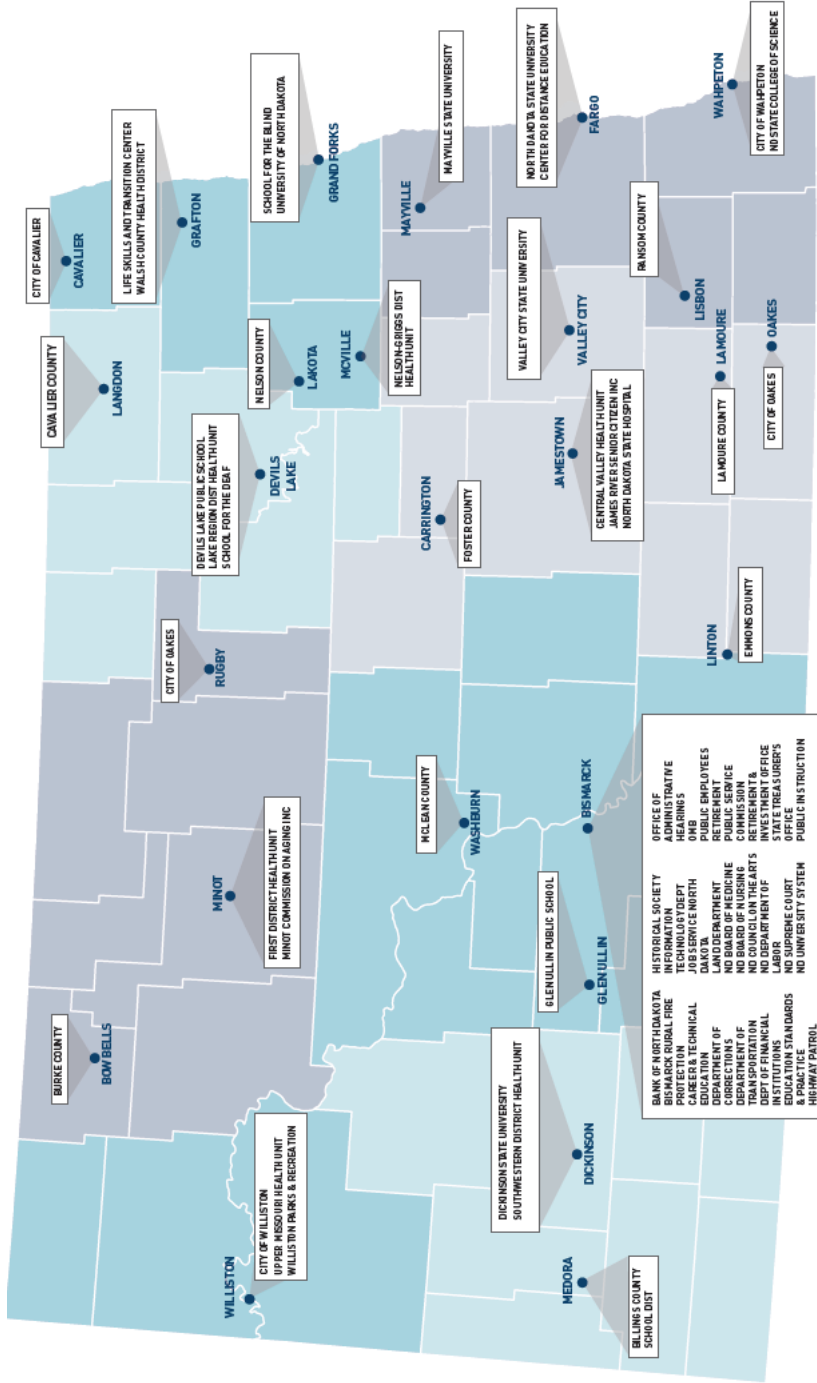 CITY OF CAVALIER
CAVALIER
LIFE SKILLS AND TRANSITION CENTER
WALSH COUNTY HEALTH DISTRICT
GRAFTON
SCHOOL FOR THE BLIND
UNIVERSITY OF NORTH DAKOTA
GRAND FORKS
MAYVILLE STATE UNIVERSITY
MAYVILLE
NORTH DAKOTA STATE UNIVERSITY
CENTER FOR DISTANCE EDUCATION
FARGO
WAHPETON
CITY OF WAHPETON
ND STATE COLLEGE OF SCIENCE
CAVALIER COUNTY
LANGDON
NELSON COUNTY
LAKOTA
MCVILLE
NELSON-GRIGGS DIST
HEALTH UNIT
VALLEY CITY STATE UNIVERSITY
VALLEY CITY
RANSOM COUNTY
LISBON
LAMOURE
LAMOURE COUNTY
OAKES
CITY OF OAKES
DEVILS LAKE PUBLIC SCHOOL
LAKE REGION DIST HEALTH UNIT
SCHOOL FOR THE DEAF
DEVILS
LAKE
CARRINGTON
FOSTER COUNTY
JAMESTOWN
CENTRAL VALLEY HEALTH UNIT
JAMES RIVER SENIOR CITIZEN INC
NORTH DAKOTA STATE HOSPITAL
CITY OF OAKES
RUGBY
LINTON
EMMONS COUNTY
FIRST DISTRICT HEALTH UNIT
MINOT COMMISSION ON AGING INC
MINOT
MCLEAN COUNTY
WASHBURN
BISMARCK
GLEN ULLIN PUBLIC SCHOOL
GLEN ULLIN
BURKE COUNTY
BOWBELLS
CITY OF WILLISTON
UPPER MISSOURI HEALTH UNIT
WILLISTON PARKS & RECREATION
WILLISTON
DICKINSON STATE UNIVERSITY
SOUTHWESTERN DISTRICT HEALTH UNIT
DICKINSON
MEDORA
BILLINGS COUNTY
SCHOOL DIST
BANK OF NORTH DAKOTA
BISMARCK RURAL FIRE
PROTECTION
CAREER & TECHNICAL
EDUCATION
DEPARTMENT OF
CORRECTIONS
DEPARTMENT OF
TRANSPORTATION
DEPT OF FINANCIAL
INSTITUTIONS
EDUCATION STANDARDS
& PRACTICE
HIGHWAY PATROL
HISTORICAL SOCIETY
INFORMATION
TECHNOLOGY DEPT
JOB SERVICE NORTH
DAKOTA
LAND DEPARTMENT
ND BOARD OF MEDICINE
ND BOARD OF NURSING
ND COUNCIL ON THE ARTS
ND DEPARTMENT OF
LABOR
ND SUPREME COURT
ND UNIVERSITY SYSTEM
OFFICE OF
ADMINISTRATIVE
HEARINGS
OMB
PUBLIC EMPLOYEES
RETIREMENT
PUBLIC SERVICE
COMMISSION
RETIREMENT &
INVESTMENT OFFICE
STATE TREASURER'S
OFFICE
PUBLIC INSTRUCTION